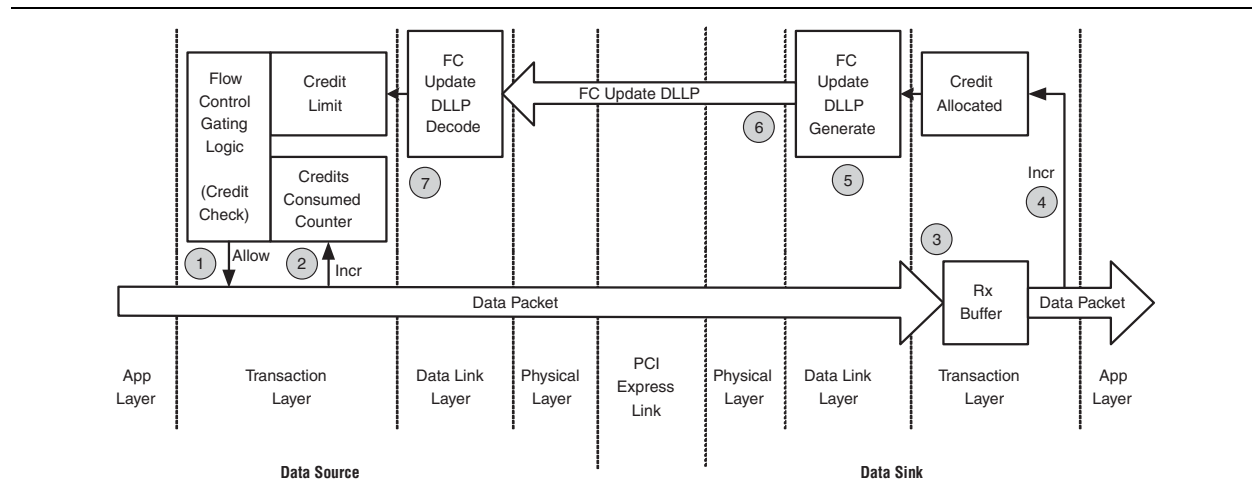 Flow
Control
Gating
Logic
(Credit
Check)
Credit
Limit
Credits
Consumed
Counter
FC
Update
DLLP
Decode
FC Update DLLP
FC
Update
DLLP
Generate
Credit
Allocated
6
7
5
Incr
4
3
1
Allow
2
Incr
Data Packet
Rx
Buffer
Data Packet
App
Layer
Transaction
Layer
Data Link
Layer
Physical
Layer
PCI
Express
Link
Physical
Layer
Data Link
Layer
Transaction
Layer
App
Layer
Data Source
Data Sink